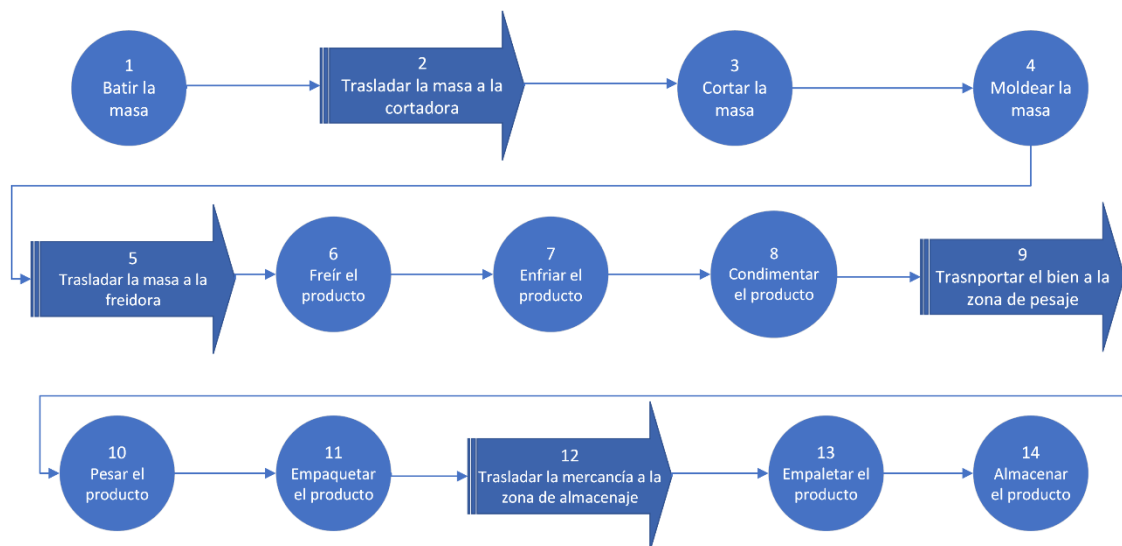 1
Batir la
masa
2
Trasladar la masa a la
cortadora
3
Cortar la
masa
4
Moldear la
masa
5
Trasladar la masa a la
freidora
6
Freír el
producto
7
Enfriar el
producto
8
Condimentar
el producto
9
Trasnportar el bien a la
zona de pesaje
10
Pesar el
producto
11
Empaquetar
el producto
12
Trasladar la mercancía a la
zona de almacenaje
13
Empaletar el
producto
14
Almacenar
el producto